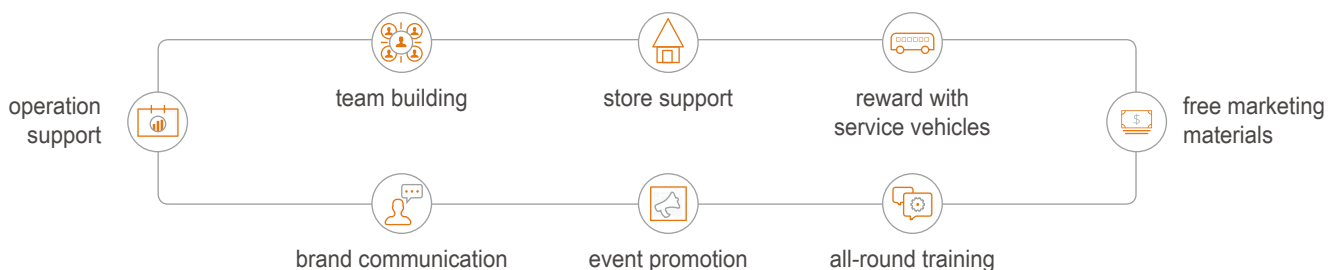 operation
support
team building
store support
reward with
service vehicles
free marketing
materials
$
brand communication
event promotion
all-round training